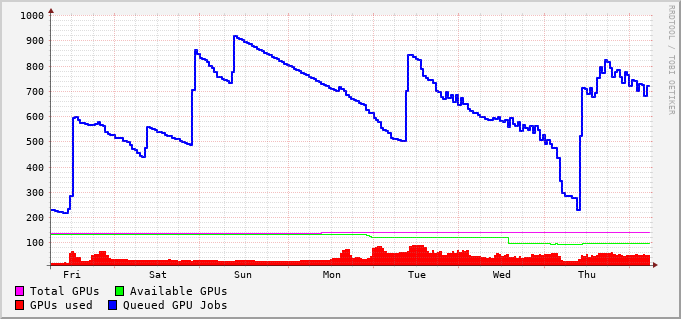 1000
900
800
700
600
500
400
300
200
100
Fri Sat Sun Mon Tue Wed Thu
Total GPUs Available GPUs
GPUs used Queued GPU Jobs
RRDTOOL / TOBI OETIKER